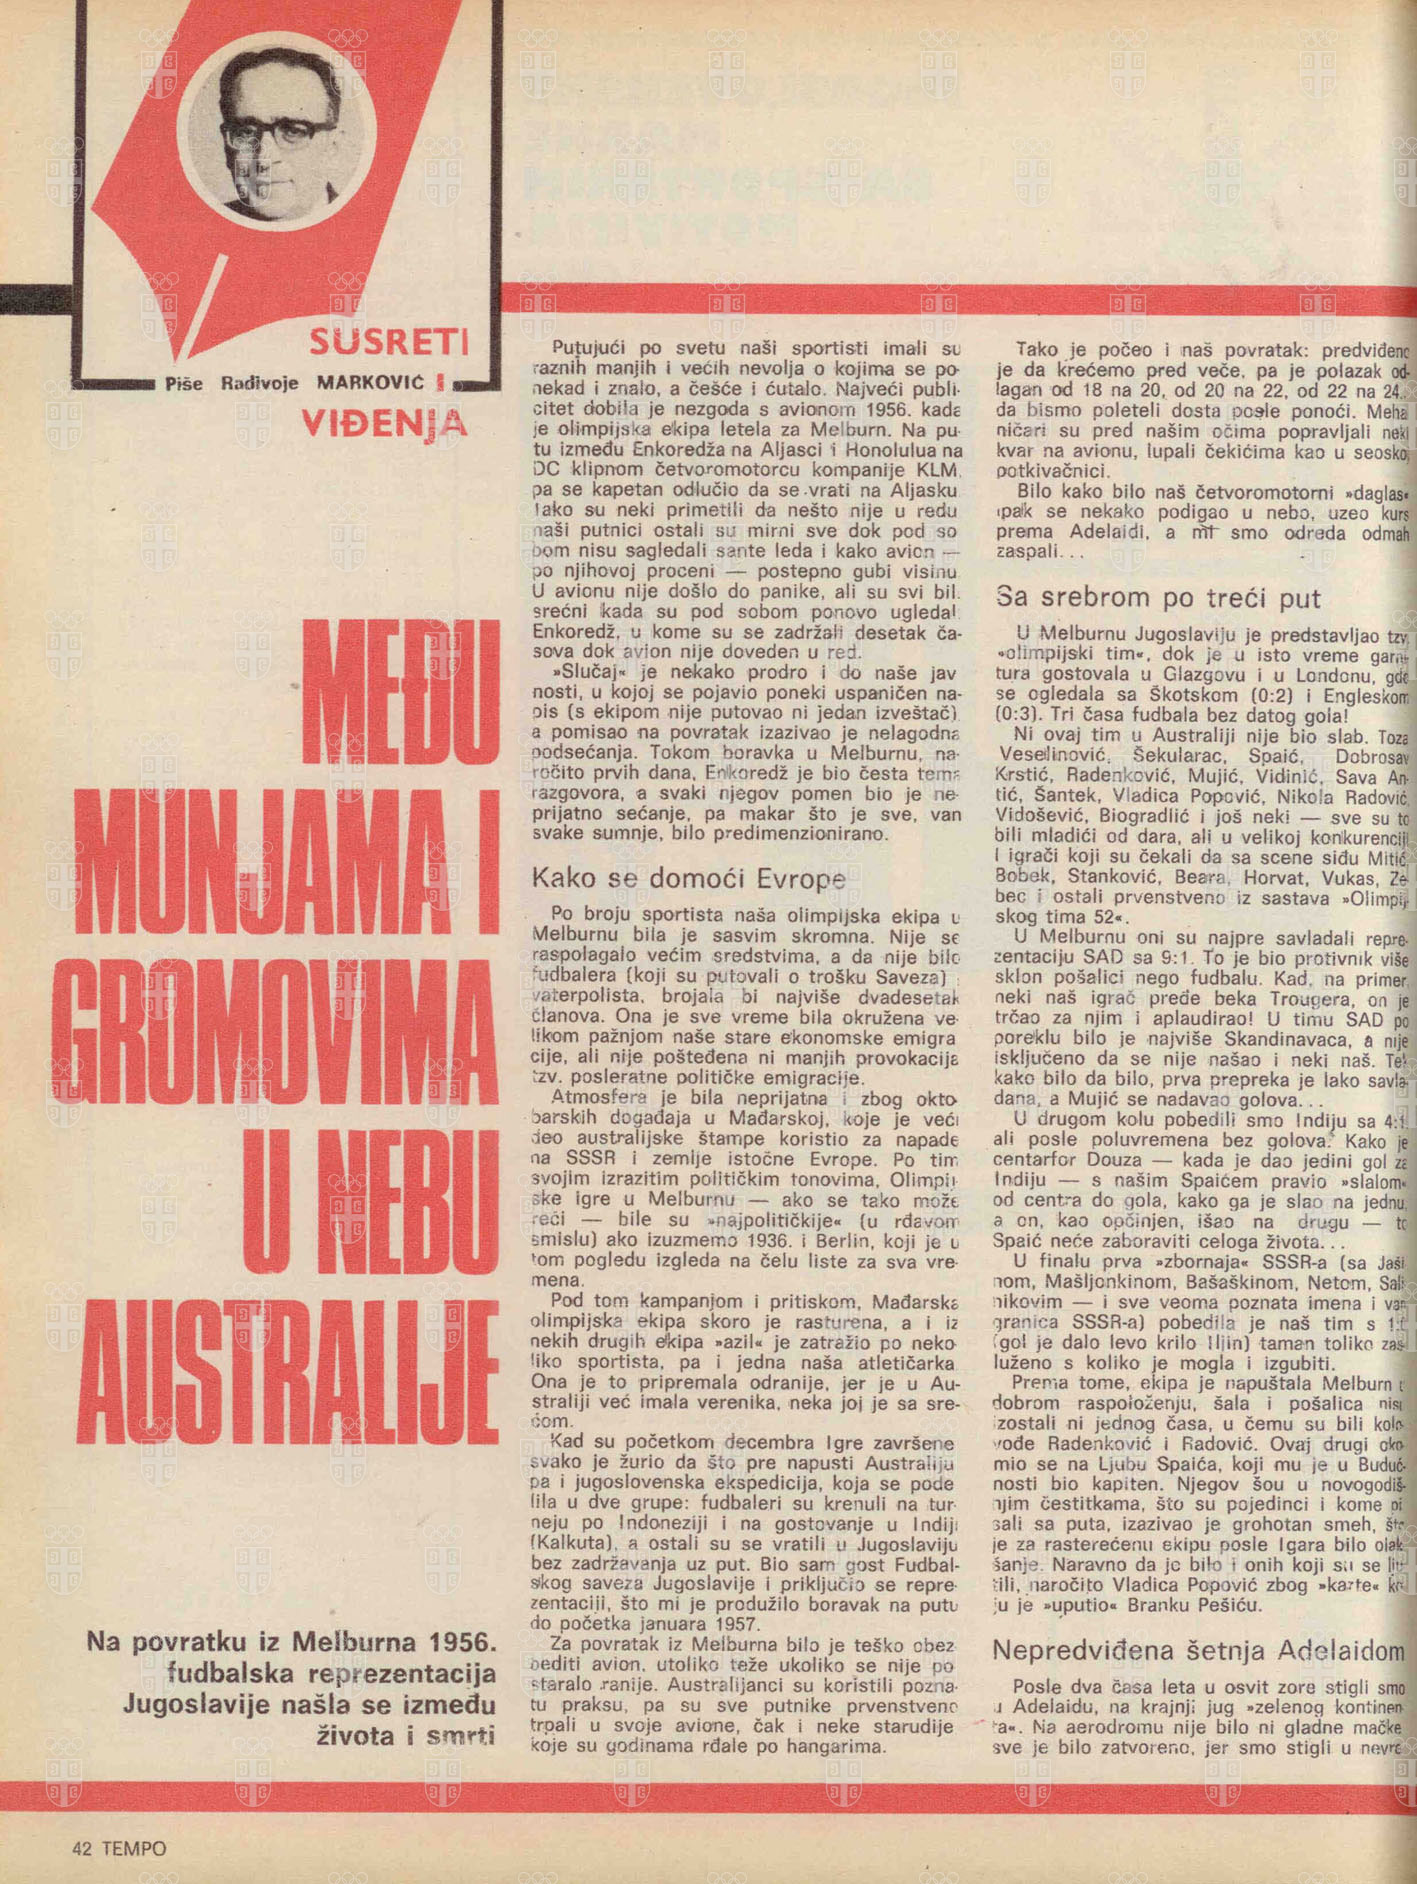 SUSRETI
Piše Radivoje MARKOVIĆ I
VIĐENJA
MEĐU
MUNJAMA I
GROMOVIMA
U NEBU
AUSTRALIJE
Na povratku iz Melburna 1956.
fudbalska reprezentacija
Jugoslavije našla se između
života i smrti
Putujući po svetu naši sportisti imali su
raznih manjih i većih nevolja o kojima se po
nekad i znalo, a češće i ćutalo. Najveći publi-
citet dobila je nezgoda s avionom 1956. kada
je olimpijska ekipa letela za Melburn. Na pu-
tu između Enkoredža na Aljasci i Honolulua na
DC klipnom četvoromotorcu kompanije KLM,
pa se kapetan odlučio da se vrati na Aljasku
Iako su neki primetili da nešto nije u redu
naši putnici ostali su mirni sve dok pod so
bom nisu sagledali sante leda i kako avion —
po njihovoj proceni — postepno gubi visinu
U avionu nije došlo do panike, ali su svi bil
srećni kada su pod sobom ponovo ugledal
Enkoredž, u kome su se zadržali desetak ča-
sova dok avion nije doveden u red.
»Slučaj« je nekako prodro i do naše jav
nosti, u kojoj se pojavio poneki uspaničen na-
pis (s ekipom nije putovao ni jedan izveštač)
a pomisao na povratak izazivao je nelagodna
podsećanja. Tokom boravka u Melburnu, na-
ročito prvih dana, Enkoredž je bio česta tema
razgovora, a svaki njegov pomen bio je ne-
prijatno sećanje, pa makar što je sve, van
svake sumnje, bilo predimenzionirano.
Kako se domoći Evrope
Po broju sportista naša olimpijska ekipa u
Melburnu bila je sasvim skromna. Nije se
raspolagalo većim sredstvima, a da nije bilo
fudbalera (koji su putovali o trošku Saveza) i
vaterpolista, brojala bi najviše dvadesetak
članova. Ona je sve vreme bila okružena ve-
likom pažnjom naše stare ekonomske emigra
cije, ali nije pošteđena ni manjih provokacija
tzv. posleratne političke emigracije.
Atmosfera je bila neprijatna i zbog okto
barskih događaja u Mađarskoj, koje je veći
deo australijske štampe koristio za napade
na SSSR i zemlje istočne Evrope. Po tim
svojim izrazitim političkim tonovima, Olimpij
ske igre u Melburnu — ako se tako može
reći — bile su »najpolitičkije« (u rđavom
smislu) ako izuzmemo 1936. i Berlin, koji je u
tom pogledu izgleda na čelu liste za sva vre-
mena.
Pod tom kampanjom i pritiskom, Mađarska
olimpijska ekipa skoro je rasturena, a i iz
nekih drugih ekipa »azil« je zatražio po neko
liko sportista, pa i jedna naša atletičarka
Ona je to pripremala odranije, jer je u Au-
straliji već imala verenika, neka joj je sa sre-
ćom.
Kad su početkom decembra Igre završene
svako je žurio da što pre napusti Australiju
pa i jugoslovenska ekspedicija, koja se pode
lila u dve grupe: fudbaleri su krenuli na tur-
neju po Indoneziji i na gostovanje u Indiji
(Kalkuta), a ostali su se vratili u Jugoslaviju
bez zadržavanja uz put. Bio sam gost Fudbal-
skog saveza Jugoslavije i priključio se repre-
zentaciji, što mi je produžilo boravak na putu
do početka januara 1957.
Za povratak iz Melburna bilo je teško obez
bediti avion, utoliko teže ukoliko se nije po
staralo ranije. Australijanci su koristili pozna-
tu praksu, pa su sve putnike prvenstveno
trpali u svoje avione, čak i neke starudije
koje su godinama rđale po hangarima.
Tako je počeo i naš povratak: predviđeno
je da krećemo pred veče, pa je polazak od-
lagan od 18 na 20, od 20 na 22, od 22 na 24,
da bismo poleteli dosta posle ponoći. Meha
ničari su pred našim očima popravljali neki
kvar na avionu, lupali čekićima kao u seoskoj
potkivačnici.
Bilo kako bilo naš četvoromotorni »daglas«
ipak se nekako podigao u nebo, uzeo kurs
prema Adelaidi, a mi smo odreda odmah
zaspali...
Sa srebrom po treći put
U Melburnu Jugoslaviju je predstavljao tzv.
»olimpijski tim«, dok je u isto vreme garni-
tura gostovala u Glazgovu i u Londonu, gde
se ogledala sa Škotskom (0:2) i Engleskom
(0:3). Tri časa fudbala bez datog gola!
Ni ovaj tim u Australiji nije bio slab. Toza
Veselinović, Šekularac, Spaić, Dobrosav
Krstić, Radenković, Mujić, Vidinić, Sava An-
tić, Šantek, Vladica Popović, Nikola Radović,
Vidošević, Biogradlić i još neki — sve su to
bili mladići od dara, ali u velikoj konkurenciji
I igrači koji su čekali da sa scene siđu Mitić,
Bobek, Stanković, Beara, Horvat, Vukas, Ze-
bec i ostali prvenstveno iz sastava »Olimpij-
skog tima 52«.
U Melburnu oni su najpre savladali repre-
zentaciju SAD sa 9:1. To je bio protivnik više
sklon pošalici nego fudbalu. Kad, na primer,
neki naš igrač pređe beka Trougera, on je
trčao za njim i aplaudirao! U timu SAD po
poreklu bilo je najviše Skandinavaca, a nije
isključeno da se nije našao i neki naš. Tek
kako bilo da bilo, prva prepreka je lako savla-
dana, a Mujić se nadavao golova...
U drugom kolu pobedili smo Indiju sa 4:1,
ali posle poluvremena bez golova. Kako je
centarfor Douza — kada je dao jedini gol za
Indiju — s našim Spaićem pravio »slalom«
od centra do gola, kako ga je slao na jednu,
a on, kao opčinjen, išao na drugu — to
Spaić neće zaboraviti celoga života...
U finalu prva »zbornaja« SSSR-a (sa Jaši
nom, Mašljonkinom, Bašaškinom, Netom, Salj
nikovim — i sve veoma poznata imena i van
granica SSSR-a) pobedila je naš tim s 1:0
(gol je dalo levo krilo Iljin) taman toliko zas-
luženo s koliko je mogla i izgubiti.
Prema tome, ekipa je napuštala Melburn u
dobrom raspoloženju, šala i pošalica nisu
izostali ni jednog časa, u čemu su bili kolo-
vođe Radenković i Radović. Ovaj drugi oko
mio se na Ljubu Spaića, koji mu je u Buduć-
nosti bio kapiten. Njegov šou u novogodiš-
njim čestitkama, što su pojedinci i kome pi
sali sa puta, izazivao je grohotan smeh, što
je za rasterećenu ekipu posle Igara bilo olak-
šanje. Naravno da je bilo i onih koji su se lju-
tili, naročito Vladica Popović zbog »karte« ko
ju je »uputio« Branku Pešiću.
Nepredviđena šetnja Adelaidom
Posle dva časa leta u osvit zore stigli smo
u Adelaidu, na krajnji jug »zelenog kontinen
ta«. Na aerodromu nije bilo ni gladne mačke
sve je bilo zatvoreno, jer smo stigli u nevre
42 TEMPO